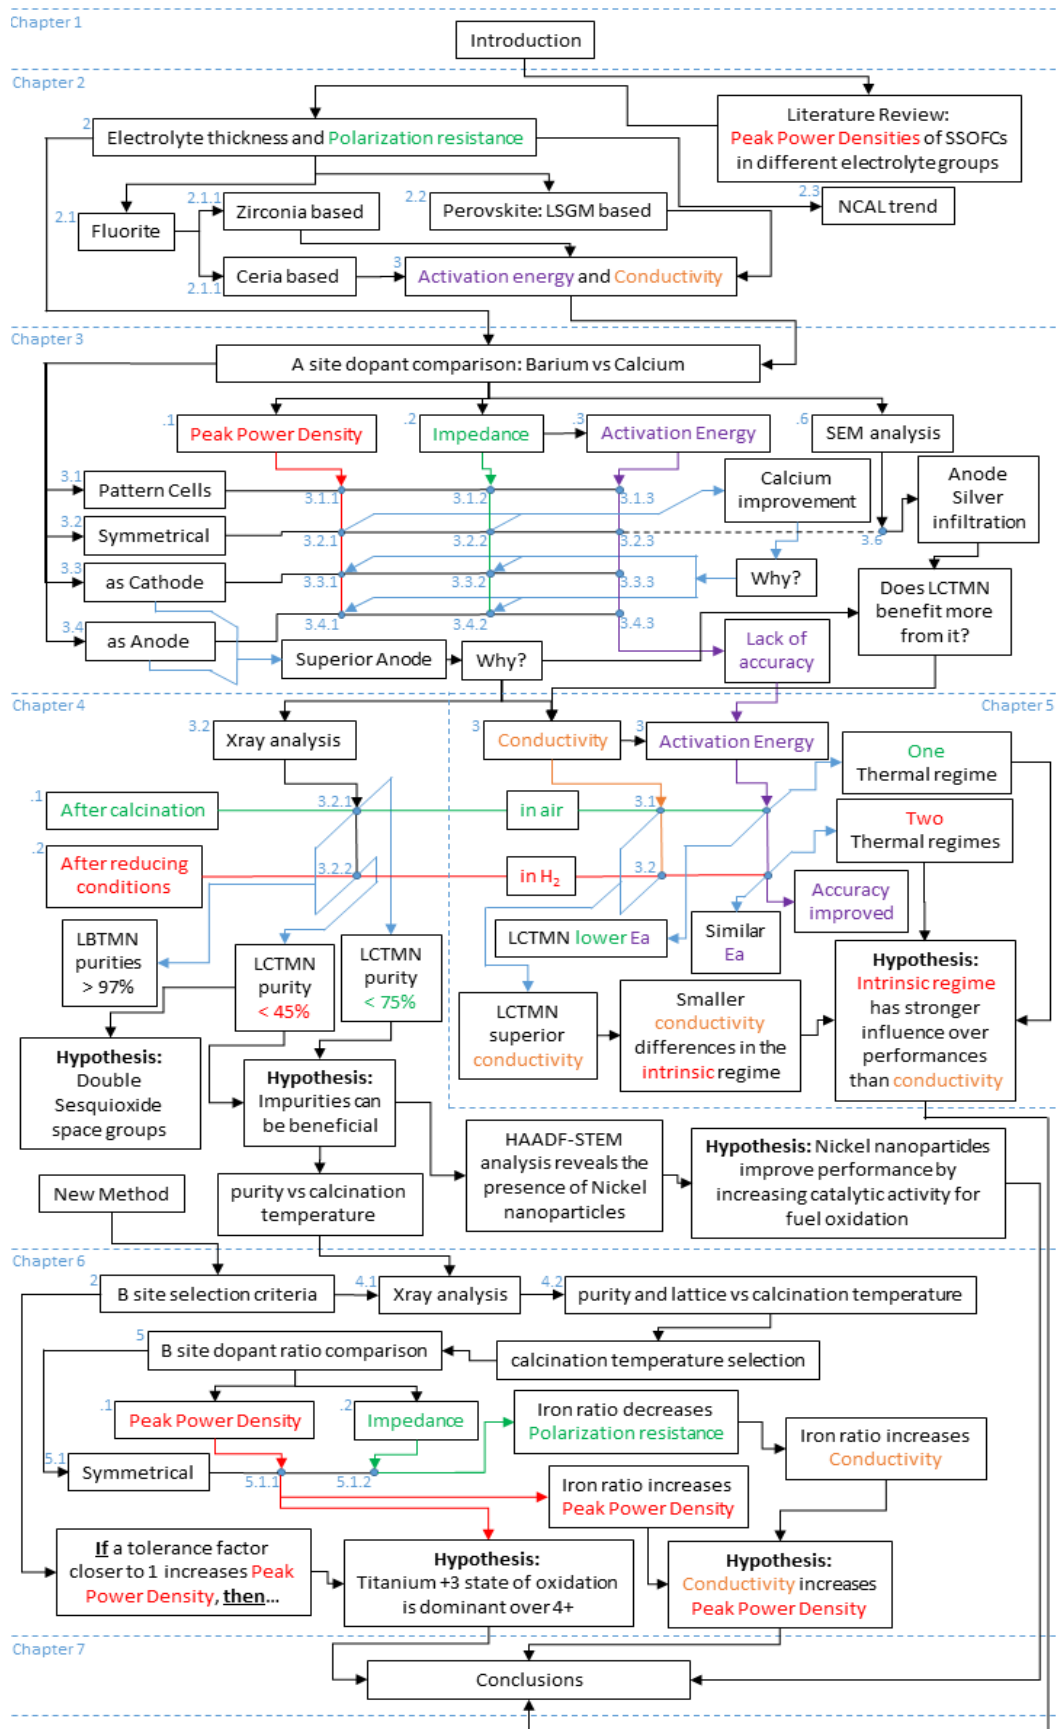 Chapter 1
Introduction
Chapter 2
Literature Review:
Peak Power Densities of SSOFCs
in different electrolyte groups
2
Electrolyte thickness and Polarization resistance
2.1
Fluorite
2.1.1
Zirconia based
2.1.1
Ceria based
2.2
Perovskite: LSGM based
2.3
NCAL trend
3
Activation energy and Conductivity
Chapter 3
A site dopant comparison: Barium vs Calcium
.1
Peak Power Density
.2
Impedance
.3
Activation Energy
.6
SEM analysis
3.1
Pattern Cells
3.1.1
3.1.2
3.1.3
Calcium
improvement
Anode
Silver
infiltration
3.2
Symmetrical
3.2.1
3.2.2
3.2.3
3.6
3.3
as Cathode
3.3.1
3.3.2
3.3.3
Why?
Does LCTMN
benefit more
from it?
3.4
as Anode
3.4.1
3.4.2
3.4.3
Superior Anode
Why?
Lack of
accuracy
Chapter 4
Chapter 5
3.2
Xray analysis
3
Conductivity
3
Activation Energy
One
Thermal regime
.1
After calcination
3.2.1
in air
3.1
Two
Thermal regimes
.2
After reducing
conditions
3.2.2
in H2
3.2
Accuracy
improved
LBTMN
purities
> 97%
LCTMN
purity
< 45%
LCTMN
purity
< 75%
LCTMN lower Ea
Similar
Ea
LCTMN
superior
conductivity
Smaller
conductivity
differences in the
intrinsic regime
Hypothesis:
Intrinsic regime
has stronger
influence over
performances
than conductivity
Hypothesis:
Double
Sesquioxide
space groups
Hypothesis:
Impurities can
be beneficial
HAADF-STEM
analysis reveals the
presence of Nickel
nanoparticles
Hypothesis: Nickel nanoparticles
improve performance by
increasing catalytic activity for
fuel oxidation
New Method
purity vs calcination
temperature
Chapter 6
2
B site selection criteria
4.1
Xray analysis
4.2
purity and lattice vs calcination temperature
5
B site dopant ratio comparison
calcination temperature selection
.1
Peak Power Density
.2
Impedance
Iron ratio decreases
Polarization resistance
Iron ratio increases
Conductivity
5.1
Symmetrical
5.1.1
5.1.2
Iron ratio increases
Peak Power Density
If a tolerance factor
closer to 1 increases Peak
Power Density, then...
Hypothesis:
Titanium +3 state of oxidation
is dominant over 4+
Hypothesis:
Conductivity increases
Peak Power Density
Chapter 7
Conclusions